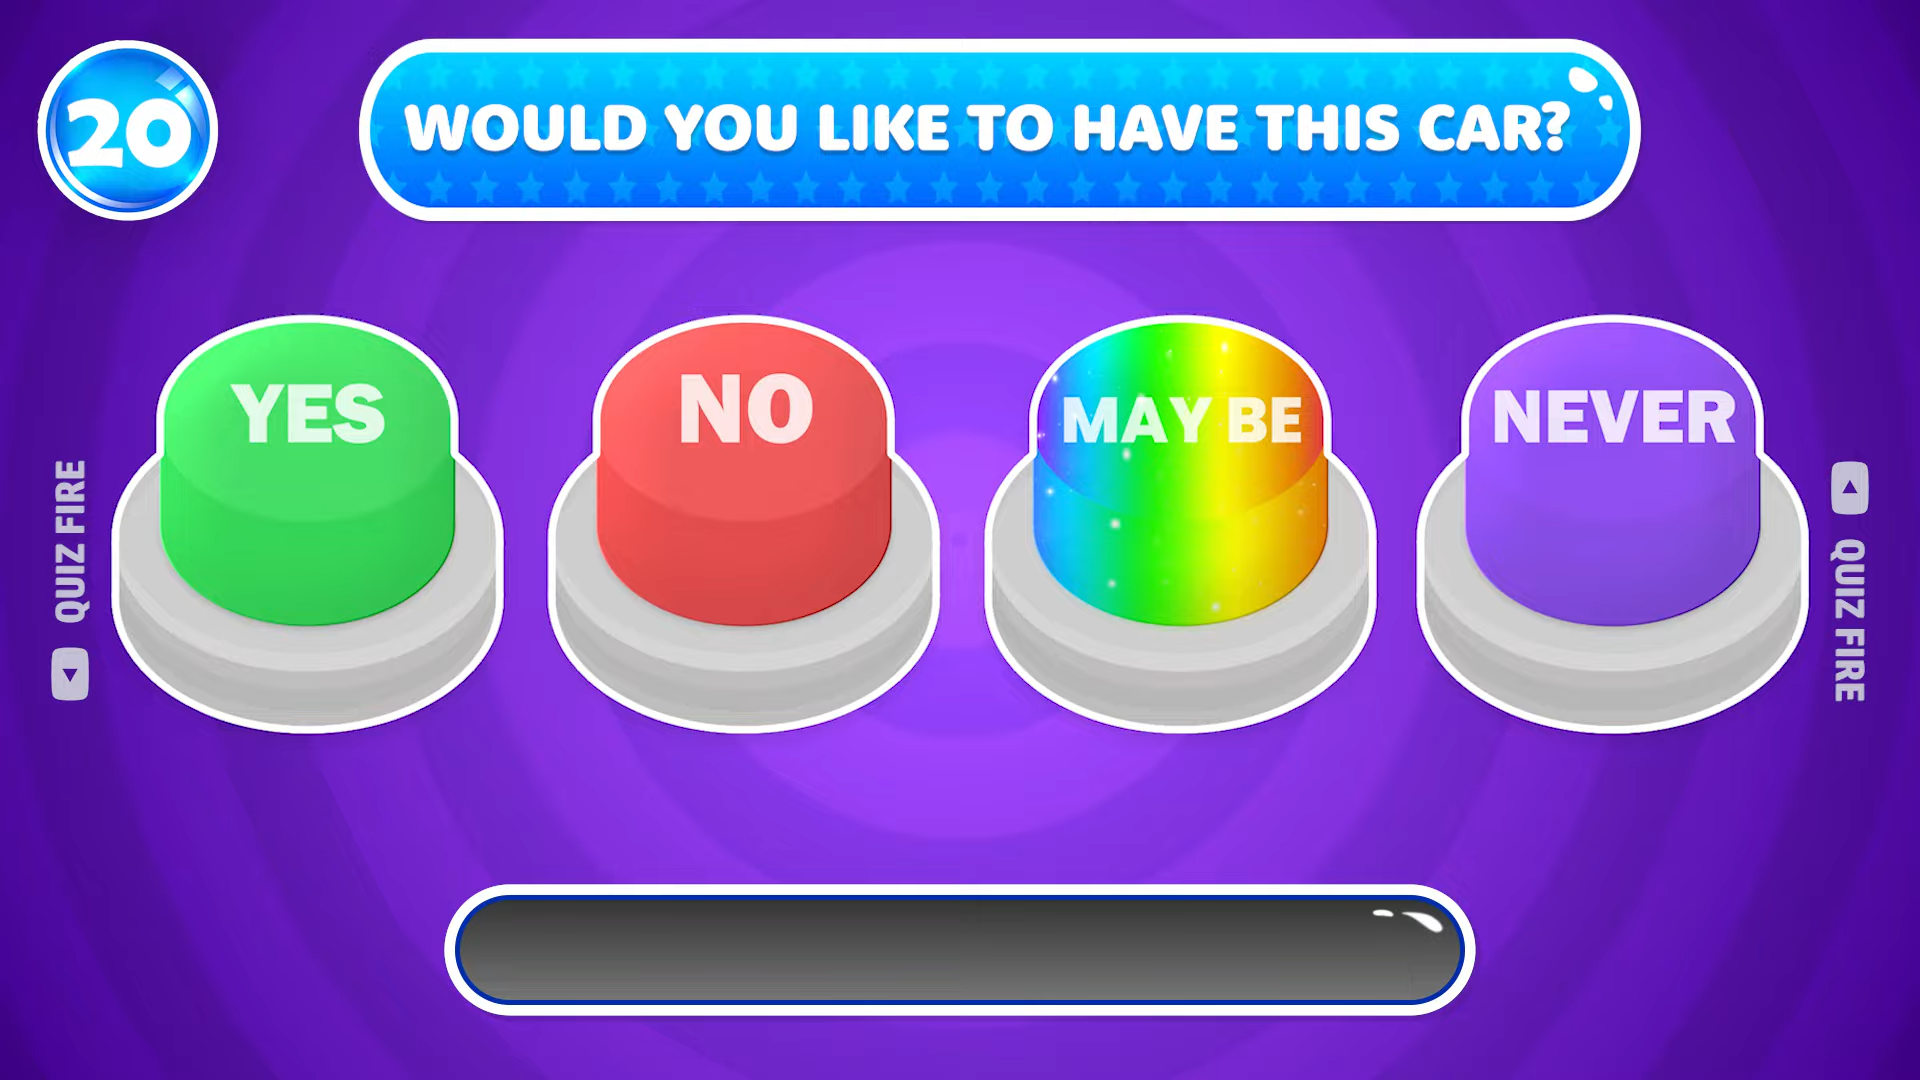 20
WOULD YOU LIKE TO HAVE THIS CAR?
YES
NO
MAY BE
NEVER
QUIZ FIRE
QUIZ FIRE